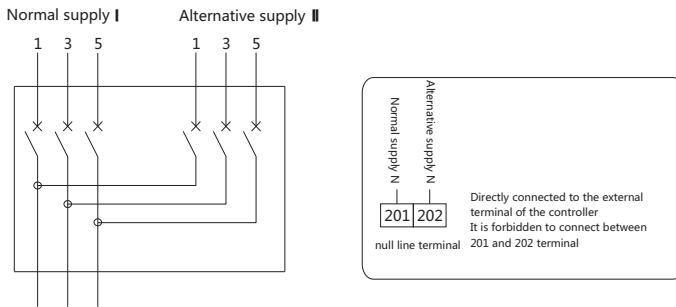 Normal supply Ⅰ
Alternative supply Ⅱ
1 3 5
1 3 5
Normal supply N
Alternative supply N
201 202
null line terminal
Directly connected to the external
terminal of the controller
It is forbidden to connect between
201 and 202 terminal